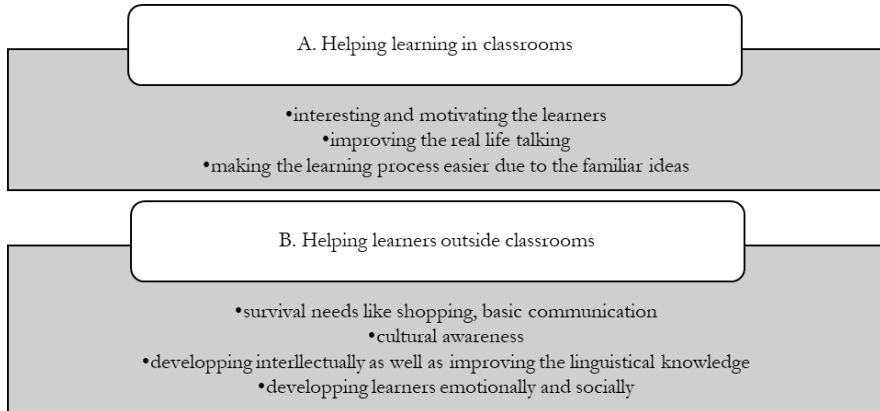 A. Helping learning in classrooms
•interesting and motivating the learners
•improving the real life talking
•making the learning process easier due to the familiar ideas
B. Helping learners outside classrooms
•survival needs like shopping, basic communication
•cultural awareness
•developping interllectually as well as improving the linguistical knowledge
•developping learners emotionally and socially